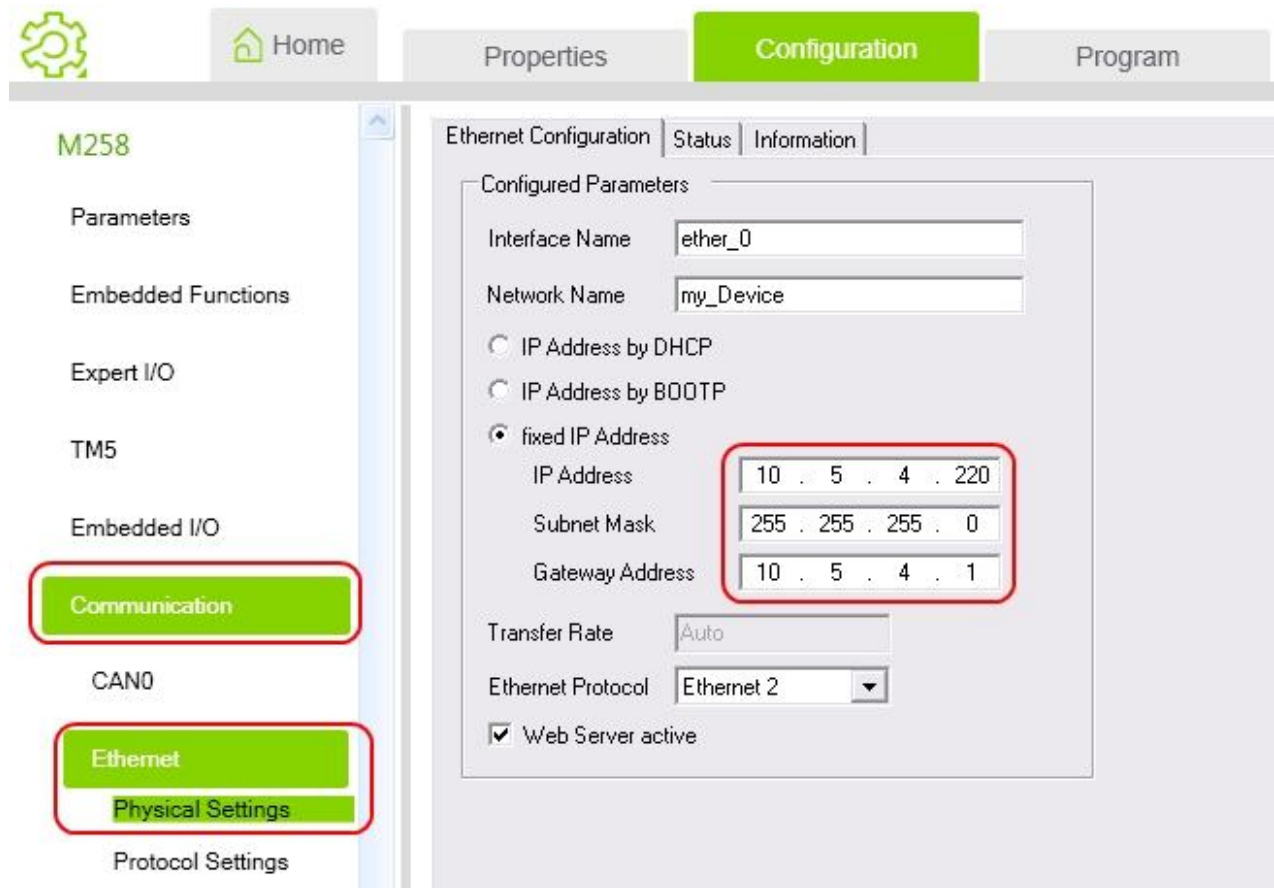 Home
Properties
Configuration
Program
M258
Parameters
Embedded Functions
Expert I/O
TM5
Embedded I/O
Communication
CAN0
Ethernet
Physical Settings
Protocol Settings
Ethernet Configuration
Status
Information
Configured Parameters
Interface Name ether_0
Network Name my_Device
IP Address by DHCP
IP Address by BOOTP
fixed IP Address
IP Address 10 . 5 . 4 . 220
Subnet Mask 255 . 255 . 255 . 0
Gateway Address 10 . 5 . 4 . 1
Transfer Rate Auto
Ethernet Protocol Ethernet 2
Web Server active